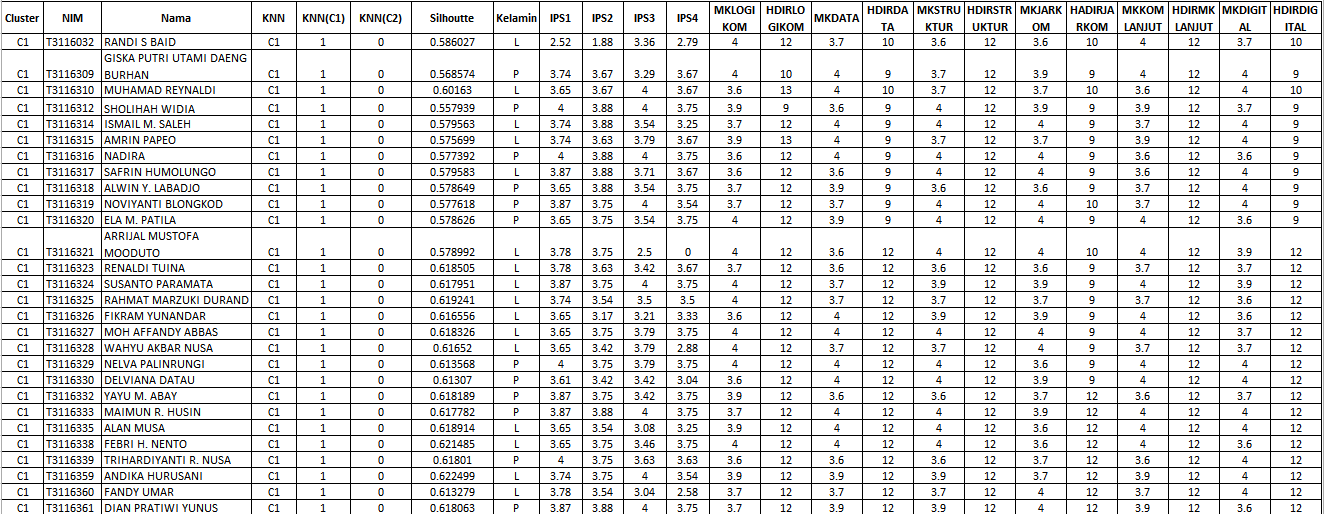 Cluster NIM Nama KNN KNN(C1) KNN(C2) Silhoutte Kelamin IPS1 IPS2 IPS3 IPS4 MKLOGIKOM HDIRLOGIKOM MKDATA HDIRDATA MKSTRUKTUR HDIRSTRUKTUR MKJARKOM HADIRJARKOM MKKOMLANJUT HDIRMKLANJUT MKDIGITAL HDIRDIGITAL
C1 T3116032 RANDI S BAID C1 1 0 0.586027 L 2.52 1.88 3.36 2.79 4 12 3.7 10 3.6 12 3.6 10 4 12 3.7 10
C1 T3116309 GISKA PUTRI UTAMI DAENG BURHAN C1 1 0 0.568574 P 3.74 3.67 3.29 3.67 4 10 4 9 3.7 12 3.9 9 4 12 4 9
C1 T3116310 MUHAMAD REYNALDI C1 1 0 0.60163 L 3.65 3.67 4 3.67 3.6 13 4 10 3.7 12 3.7 10 3.6 12 4 10
C1 T3116312 SHOLIHAH WIDIA C1 1 0 0.557939 P 4 3.88 4 3.75 3.9 9 3.6 9 4 12 3.9 9 3.9 12 3.7 9
C1 T3116314 ISMAIL M. SALEH C1 1 0 0.579563 L 3.74 3.88 3.54 3.25 3.7 12 4 9 4 12 4 9 3.7 12 4 9
C1 T3116315 AMRIN PAPEO C1 1 0 0.575699 L 3.74 3.63 3.79 3.67 3.9 13 4 9 3.7 12 3.7 9 3.9 12 4 9
C1 T3116316 NADIRA C1 1 0 0.577392 P 4 3.88 4 3.75 3.6 12 4 9 4 12 4 9 3.6 12 3.6 9
C1 T3116317 SAFRIN HUMOLUNGO C1 1 0 0.579583 L 3.87 3.88 3.71 3.67 3.6 12 4 9 4 12 4 9 3.6 12 4 9
C1 T3116318 ALWIN Y. LABADJO C1 1 0 0.578649 P 3.65 3.88 3.54 3.75 3.7 12 3.9 9 3.6 12 3.6 9 3.7 12 4 9
C1 T3116319 NOVIYANTI BLONGKOD C1 1 0 0.577618 P 3.87 3.75 4 3.54 3.7 12 3.7 9 4 12 4 10 3.7 12 4 9
C1 T3116320 ELA M. PATILA C1 1 0 0.578626 P 3.65 3.75 3.54 3.75 4 12 3.9 9 4 12 4 9 4 12 3.6 9
C1 T3116321 ARRIJAL MUSTOFA MOODUTO C1 1 0 0.578992 L 3.78 3.75 2.5 0 4 12 3.6 12 4 12 4 10 4 12 3.9 12
C1 T3116323 RENALDI TUINA C1 1 0 0.618505 L 3.78 3.63 3.42 3.67 3.7 12 3.6 12 3.6 12 3.6 9 3.7 12 3.7 12
C1 T3116324 SUSANTO PARAMATA C1 1 0 0.617951 L 3.87 3.75 4 3.75 4 12 3.7 12 3.9 12 3.9 9 4 12 3.9 12
C1 T3116325 RAHMAT MARZUKI DURAND C1 1 0 0.619241 L 3.74 3.54 3.5 3.5 4 12 3.7 12 3.7 12 3.7 9 3.7 12 3.6 12
C1 T3116326 FIKRAM YUNANDAR C1 1 0 0.616556 L 3.65 3.17 3.21 3.33 3.6 12 4 12 3.9 12 3.9 9 4 12 3.6 12
C1 T3116327 MOH AFFANDY ABBAS C1 1 0 0.618326 L 3.65 3.75 3.79 3.75 4 12 4 12 4 12 4 9 4 12 3.7 12
C1 T3116328 WAHYU AKBAR NUSA C1 1 0 0.61652 L 3.65 3.42 3.79 2.88 4 12 3.7 12 3.7 12 4 9 3.7 12 3.7 12
C1 T3116329 NELVA PALINRUNGI C1 1 0 0.613568 P 4 3.75 3.79 3.75 4 12 4 12 4 12 3.6 9 4 12 4 12
C1 T3116330 DELVIANA DATAU C1 1 0 0.61307 P 3.61 3.42 3.42 3.04 3.6 12 4 12 4 12 3.9 9 4 12 4 12
C1 T3116332 YAYU M. ABAY C1 1 0 0.618189 P 3.87 3.75 3.42 3.75 3.9 12 3.6 12 3.6 12 3.7 12 3.6 12 3.7 12
C1 T3116333 MAIMUN R. HUSIN C1 1 0 0.617782 P 3.87 3.88 4 3.75 3.7 12 4 12 4 12 3.9 12 4 12 4 12
C1 T3116335 ALAN MUSA C1 1 0 0.618914 L 3.65 3.54 3.08 3.25 3.9 12 4 12 4 12 3.6 12 4 12 4 12
C1 T3116338 FEBRI H. NENTO C1 1 0 0.621485 L 3.65 3.75 3.46 3.75 4 12 4 12 4 12 3.6 12 4 12 3.6 12
C1 T3116339 TRIHARDIYANTI R. NUSA C1 1 0 0.61801 P 4 3.75 3.63 3.63 3.6 12 3.6 12 3.6 12 3.7 12 3.6 12 4 12
C1 T3116359 ANDIKA HURUSANI C1 1 0 0.622499 L 3.74 3.75 4 3.54 3.9 12 3.9 12 3.9 12 3.7 12 3.9 12 4 12
C1 T3116360 FANDY UMAR C1 1 0 0.613279 L 3.78 3.54 3.04 2.58 3.7 12 3.7 12 3.7 12 4 12 3.7 12 4 12
C1 T3116361 DIAN PRATIWI YUNUS C1 1 0 0.618063 P 3.87 3.88 4 3.75 3.7 12 3.9 12 3.9 12 4 12 3.9 12 3.6 12